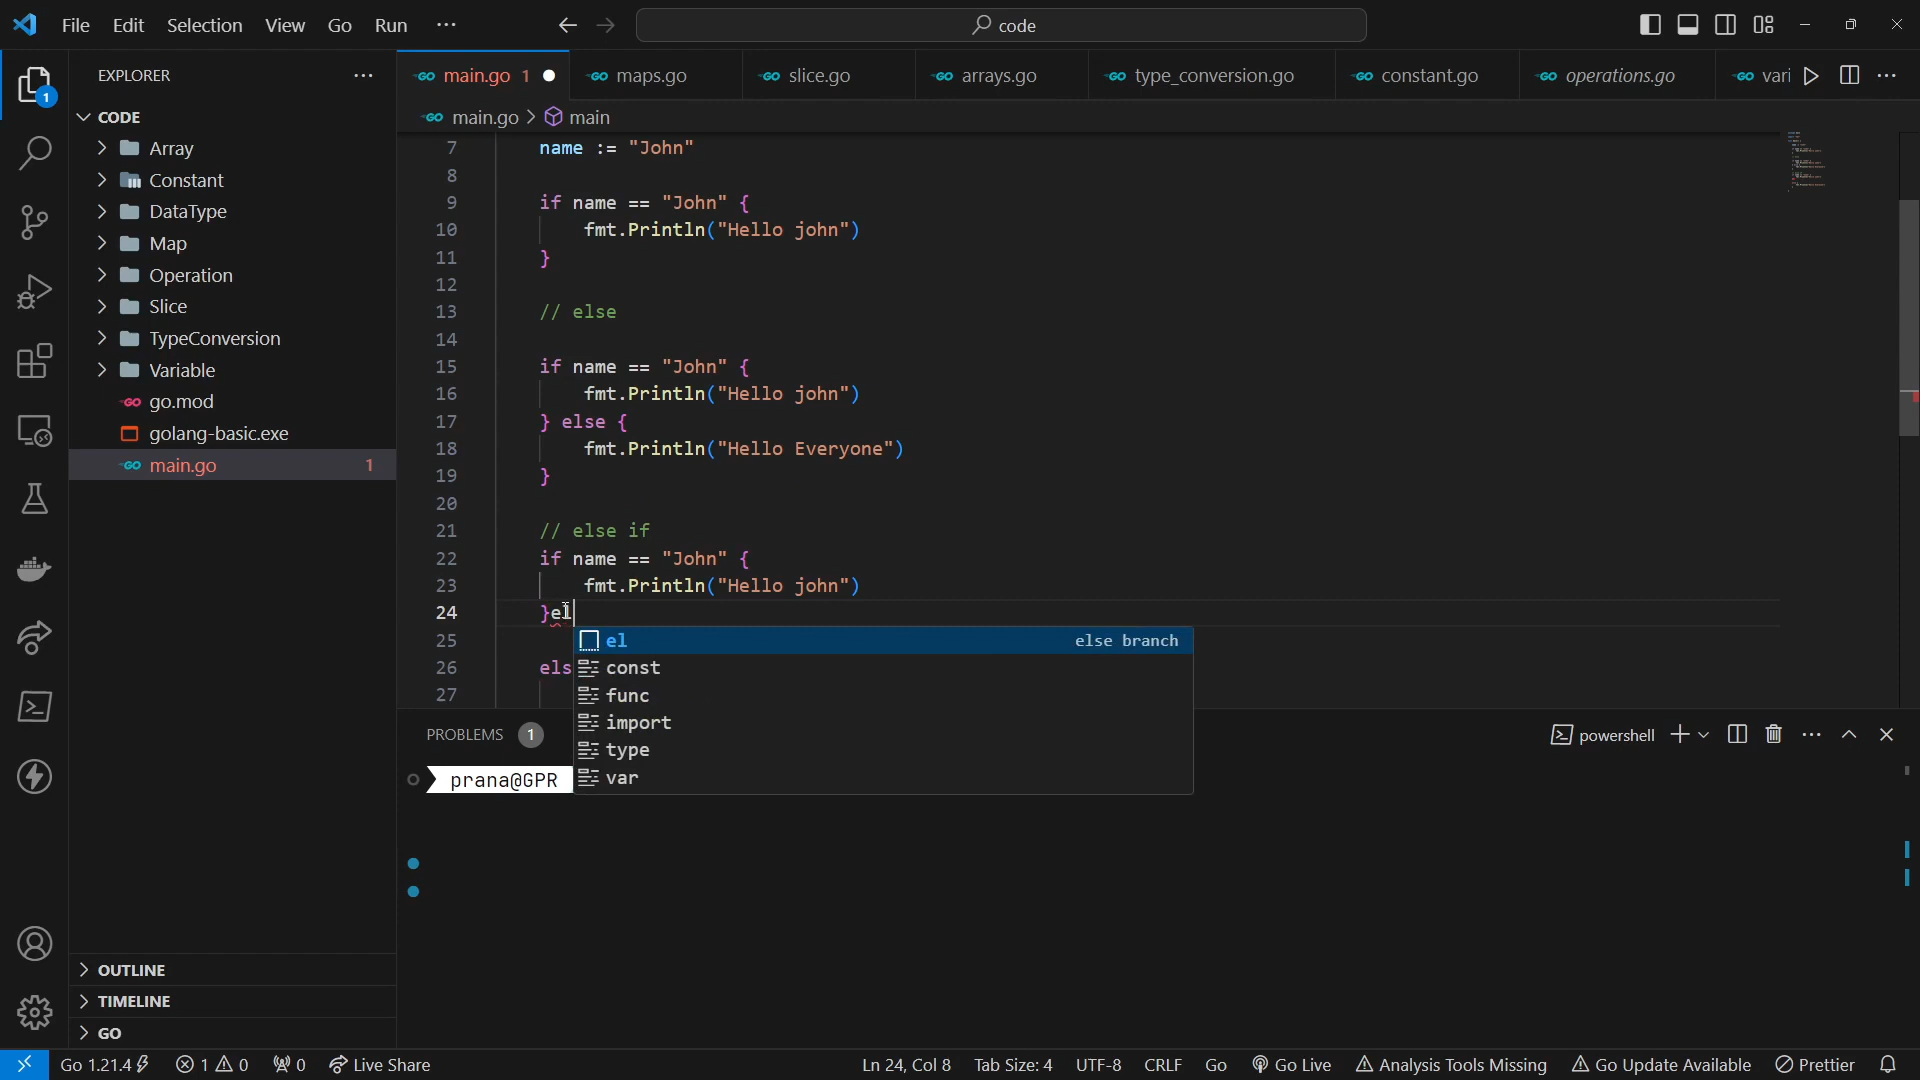 File Edit Selection View Go Run ...
code
EXPLORER ...
main.go 1
maps.go
slice.go
arrays.go
type_conversion.go
constant.go
operations.go
vari
CODE
main.go > main
Array
Constant
DataType
Map
Operation
Slice
TypeConversion
Variable
go.mod
golang-basic.exe
main.go 1
7 name := "John"
8
9 if name == "John" {
10 fmt.Println("Hello john")
11 }
12
13 // else
14
15 if name == "John" {
16 fmt.Println("Hello john")
17 } else {
18 fmt.Println("Hello Everyone")
19 }
20
21 // else if
22 if name == "John" {
23 fmt.Println("Hello john")
24 }el
25
26 els
27
el else branch
const
func
import
type
var
PROBLEMS 1
powershell
prana@GPR
OUTLINE
TIMELINE
GO
Go 1.21.4 1 0 0 Live Share Ln 24, Col 8 Tab Size: 4 UTF-8 CRLF Go Go Live Analysis Tools Missing Go Update Available Prettier